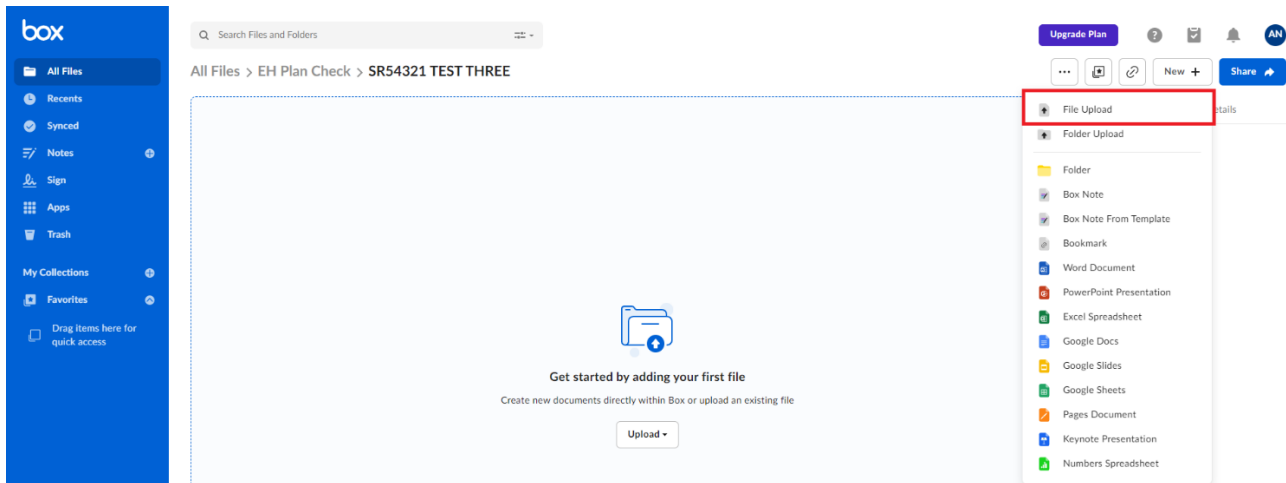 box
Search Files and Folders
Upgrade Plan
?
AN
All Files
Recents
Synced
Notes
Sign
Apps
Trash
My Collections
Favorites
Drag items here for
quick access
All Files > EH Plan Check > SR54321 TEST THREE
New +
Share
etails
File Upload
Folder Upload
Folder
Box Note
Box Note From Template
Bookmark
Word Document
PowerPoint Presentation
Excel Spreadsheet
Google Docs
Google Slides
Google Sheets
Pages Document
Keynote Presentation
Numbers Spreadsheet
Get started by adding your first file
Create new documents directly within Box or upload an existing file
Upload